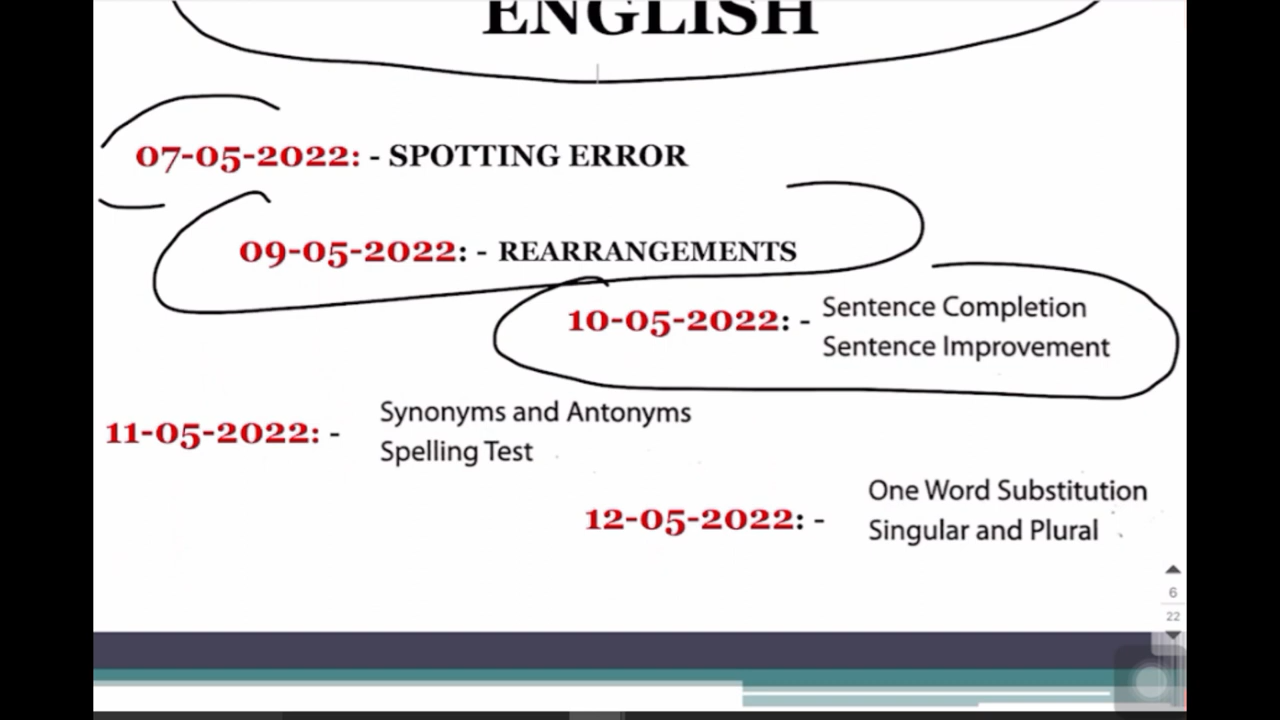 ENGLISH
07-05-2022: - SPOTTING ERROR
09-05-2022: - REARRANGEMENTS
10-05-2022: - Sentence Completion
Sentence Improvement
11-05-2022: - Synonyms and Antonyms
Spelling Test
12-05-2022: - One Word Substitution
Singular and Plural
6
22